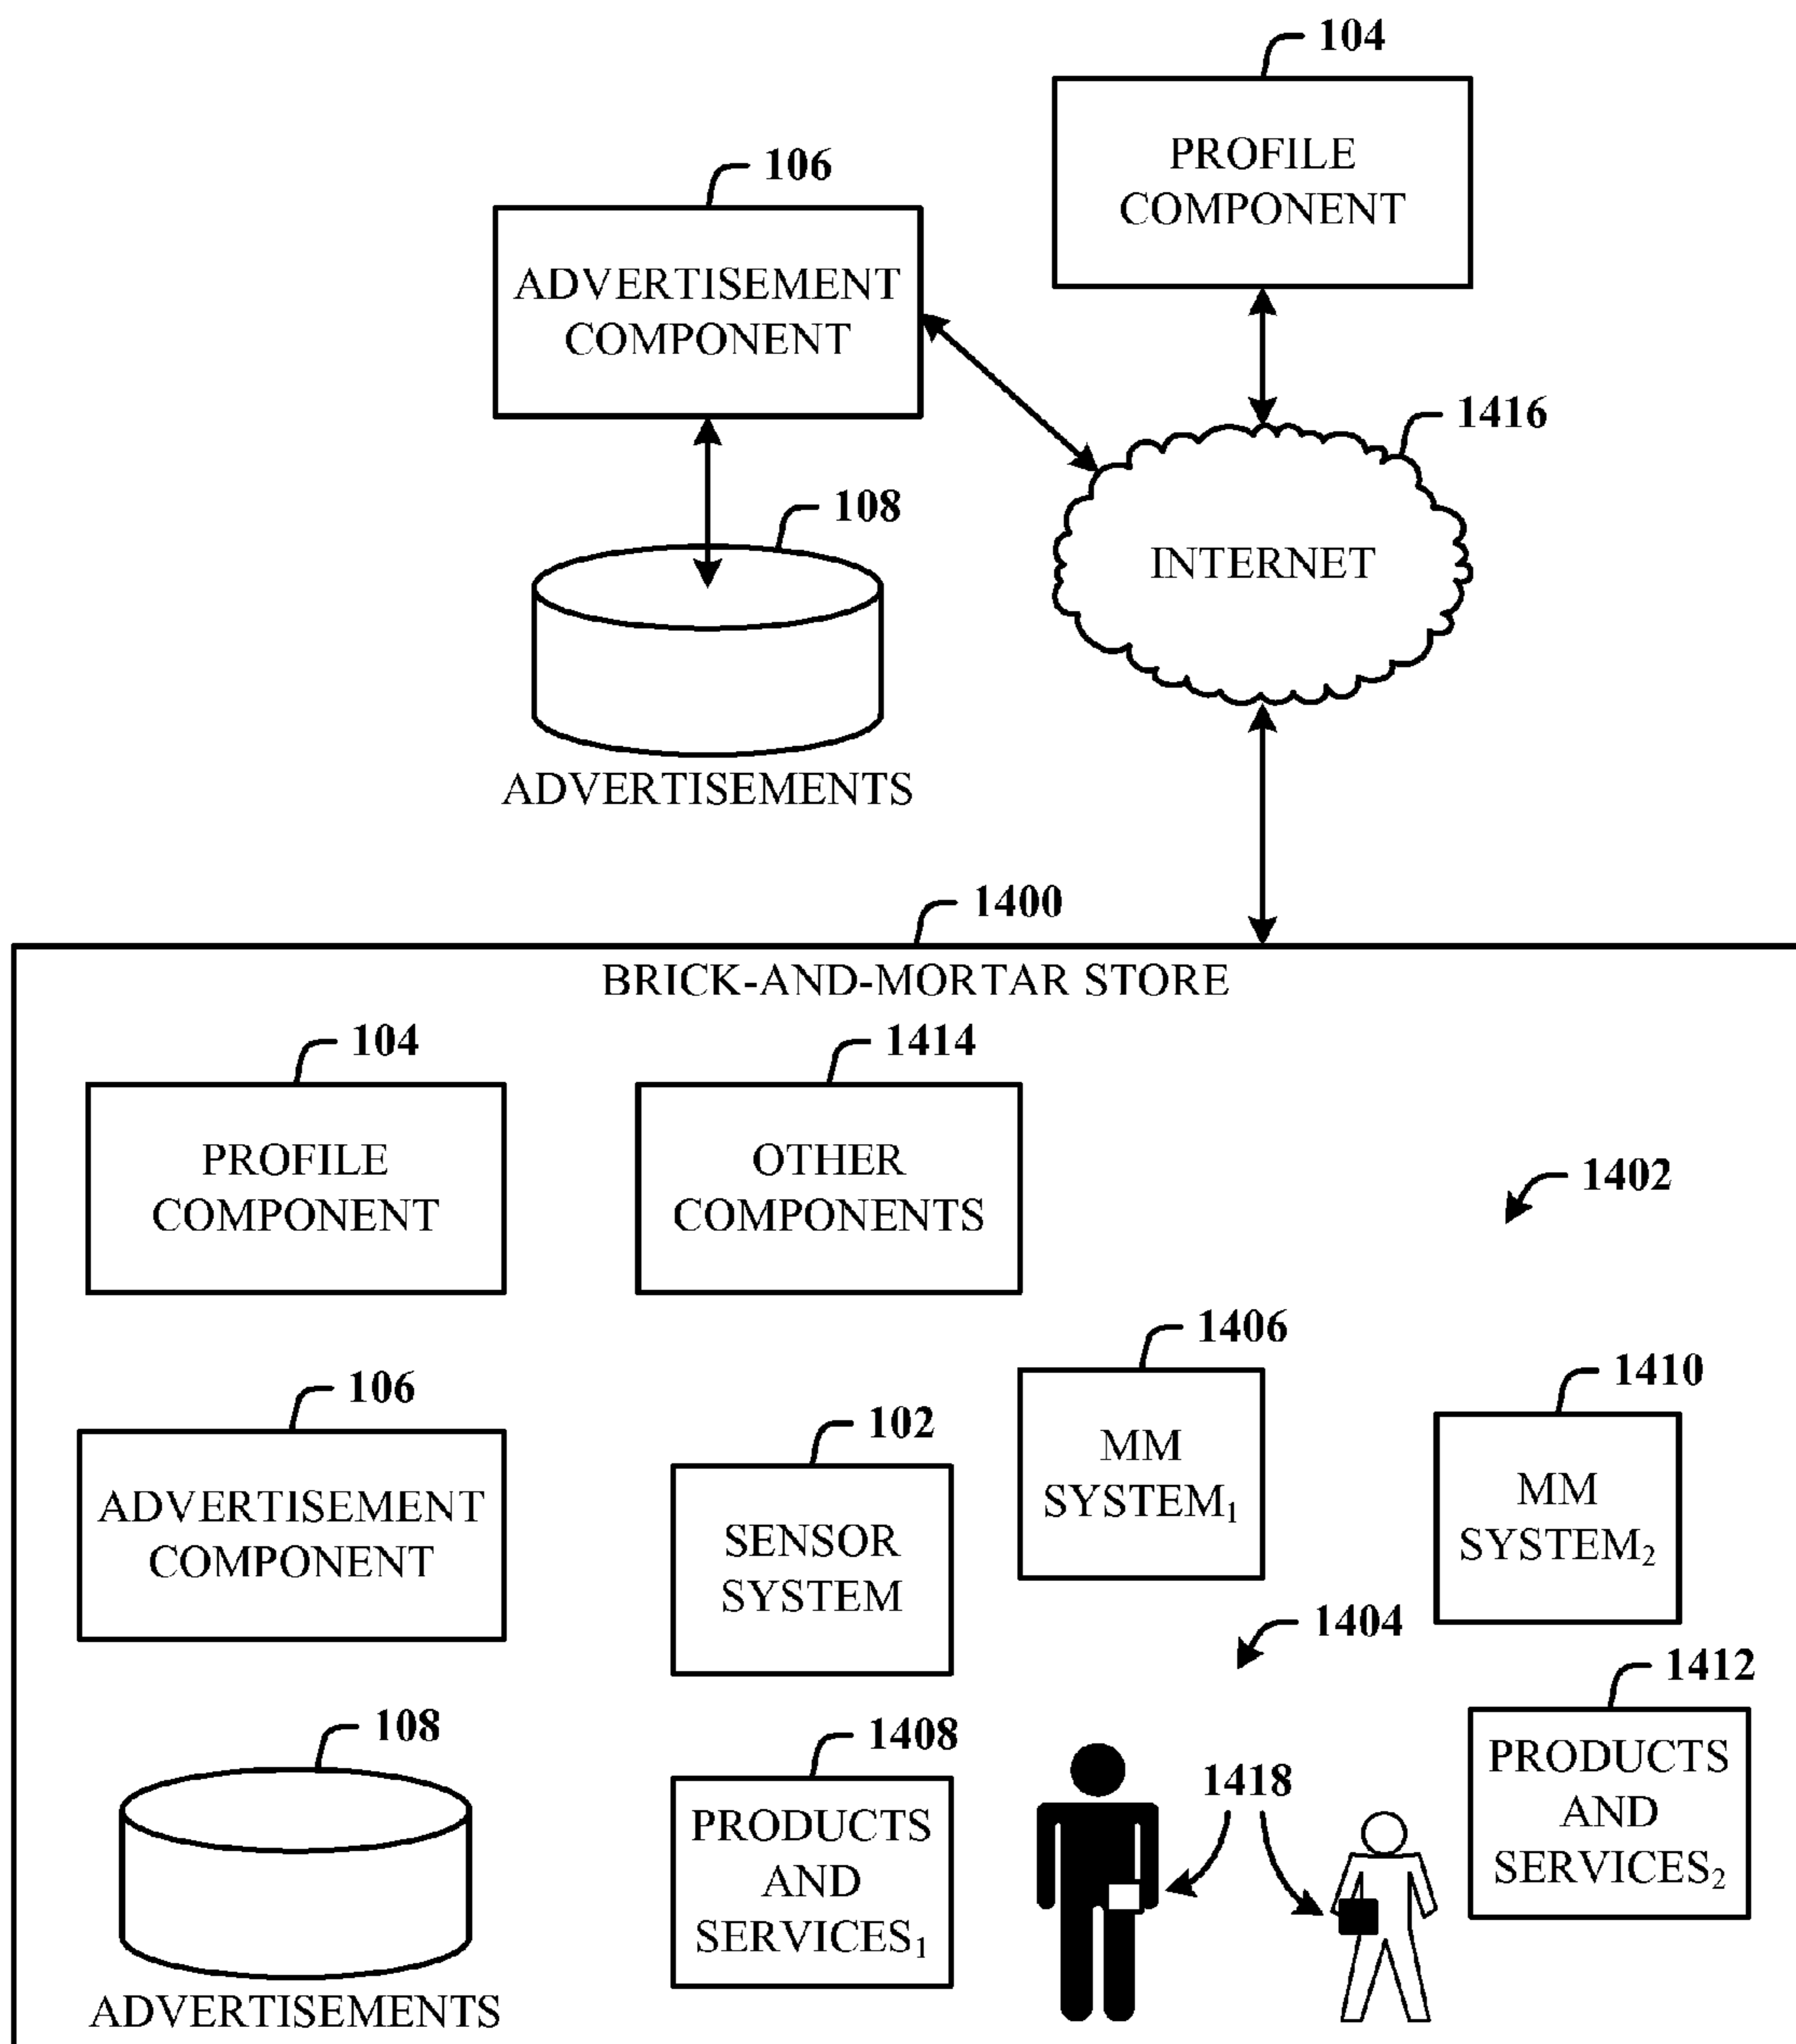 104
PROFILE
COMPONENT
106
ADVERTISEMENT
COMPONENT
1416
INTERNET
108
ADVERTISEMENTS
1400
BRICK-AND-MORTAR STORE
104
PROFILE
COMPONENT
1414
OTHER
COMPONENTS
1402
106
ADVERTISEMENT
COMPONENT
102
SENSOR
SYSTEM
1406
MM
SYSTEM₁
1410
MM
SYSTEM₂
1404
108
ADVERTISEMENTS
1408
PRODUCTS
AND
SERVICES₁
1418
1412
PRODUCTS
AND
SERVICES₂